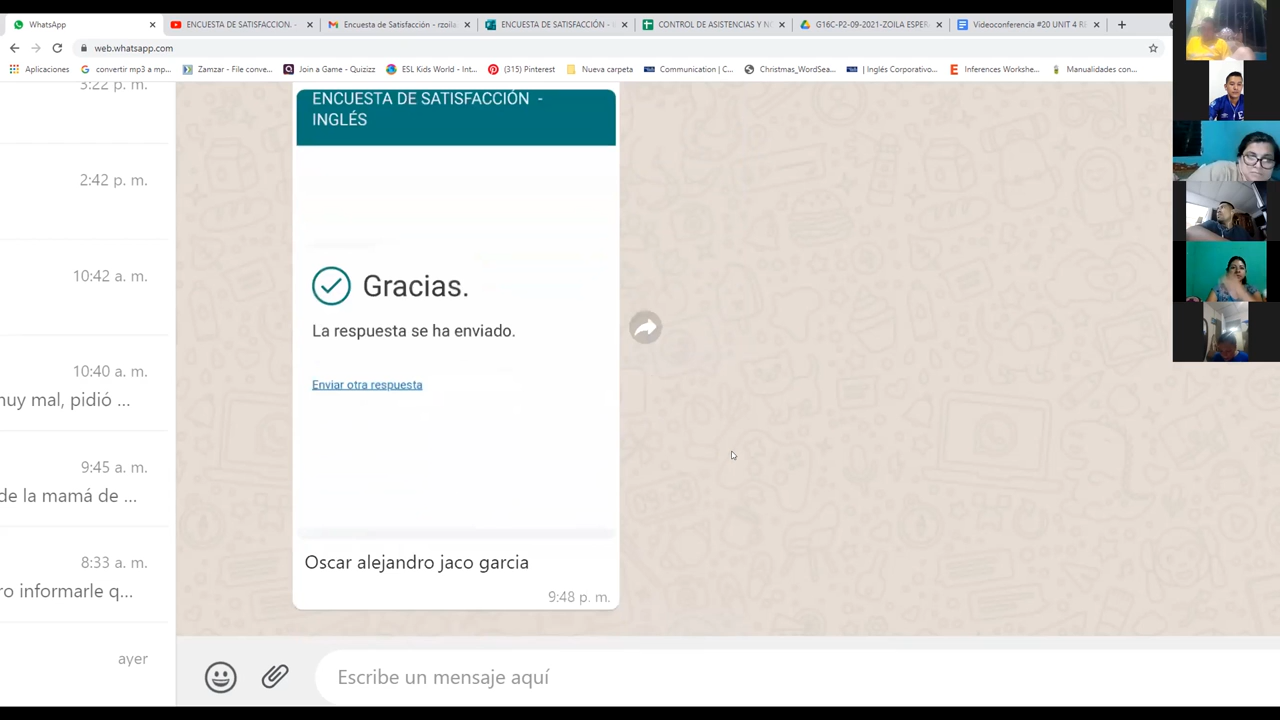 WhatsApp
ENCUESTA DE SATISFACCION. -
Encuesta de Satisfacción - rzoila
ENCUESTA DE SATISFACCIÓN -
CONTROL DE ASISTENCIAS Y NO
G16C-P2-09-2021-ZOILA ESPER
Videoconferencia #20 UNIT 4 RE
web.whatsapp.com
Aplicaciones
convertir mp3 a mp...
Zamzar - File conve...
Join a Game - Quizizz
ESL Kids World - Int...
(315) Pinterest
Nueva carpeta
Communication | C...
Christmas_WordSea...
| Inglés Corporativo...
Inferences Workshe...
Manualidades con...
3:22 p. m.
2:42 p. m.
10:42 a. m.
10:40 a. m.
muy mal, pidió ...
9:45 a. m.
de la mamá de ...
8:33 a. m.
ro informarle q...
ayer
ENCUESTA DE SATISFACCIÓN -
INGLÉS
Gracias.
La respuesta se ha enviado.
Enviar otra respuesta
Oscar alejandro jaco garcia
9:48 p. m.
Escribe un mensaje aquí